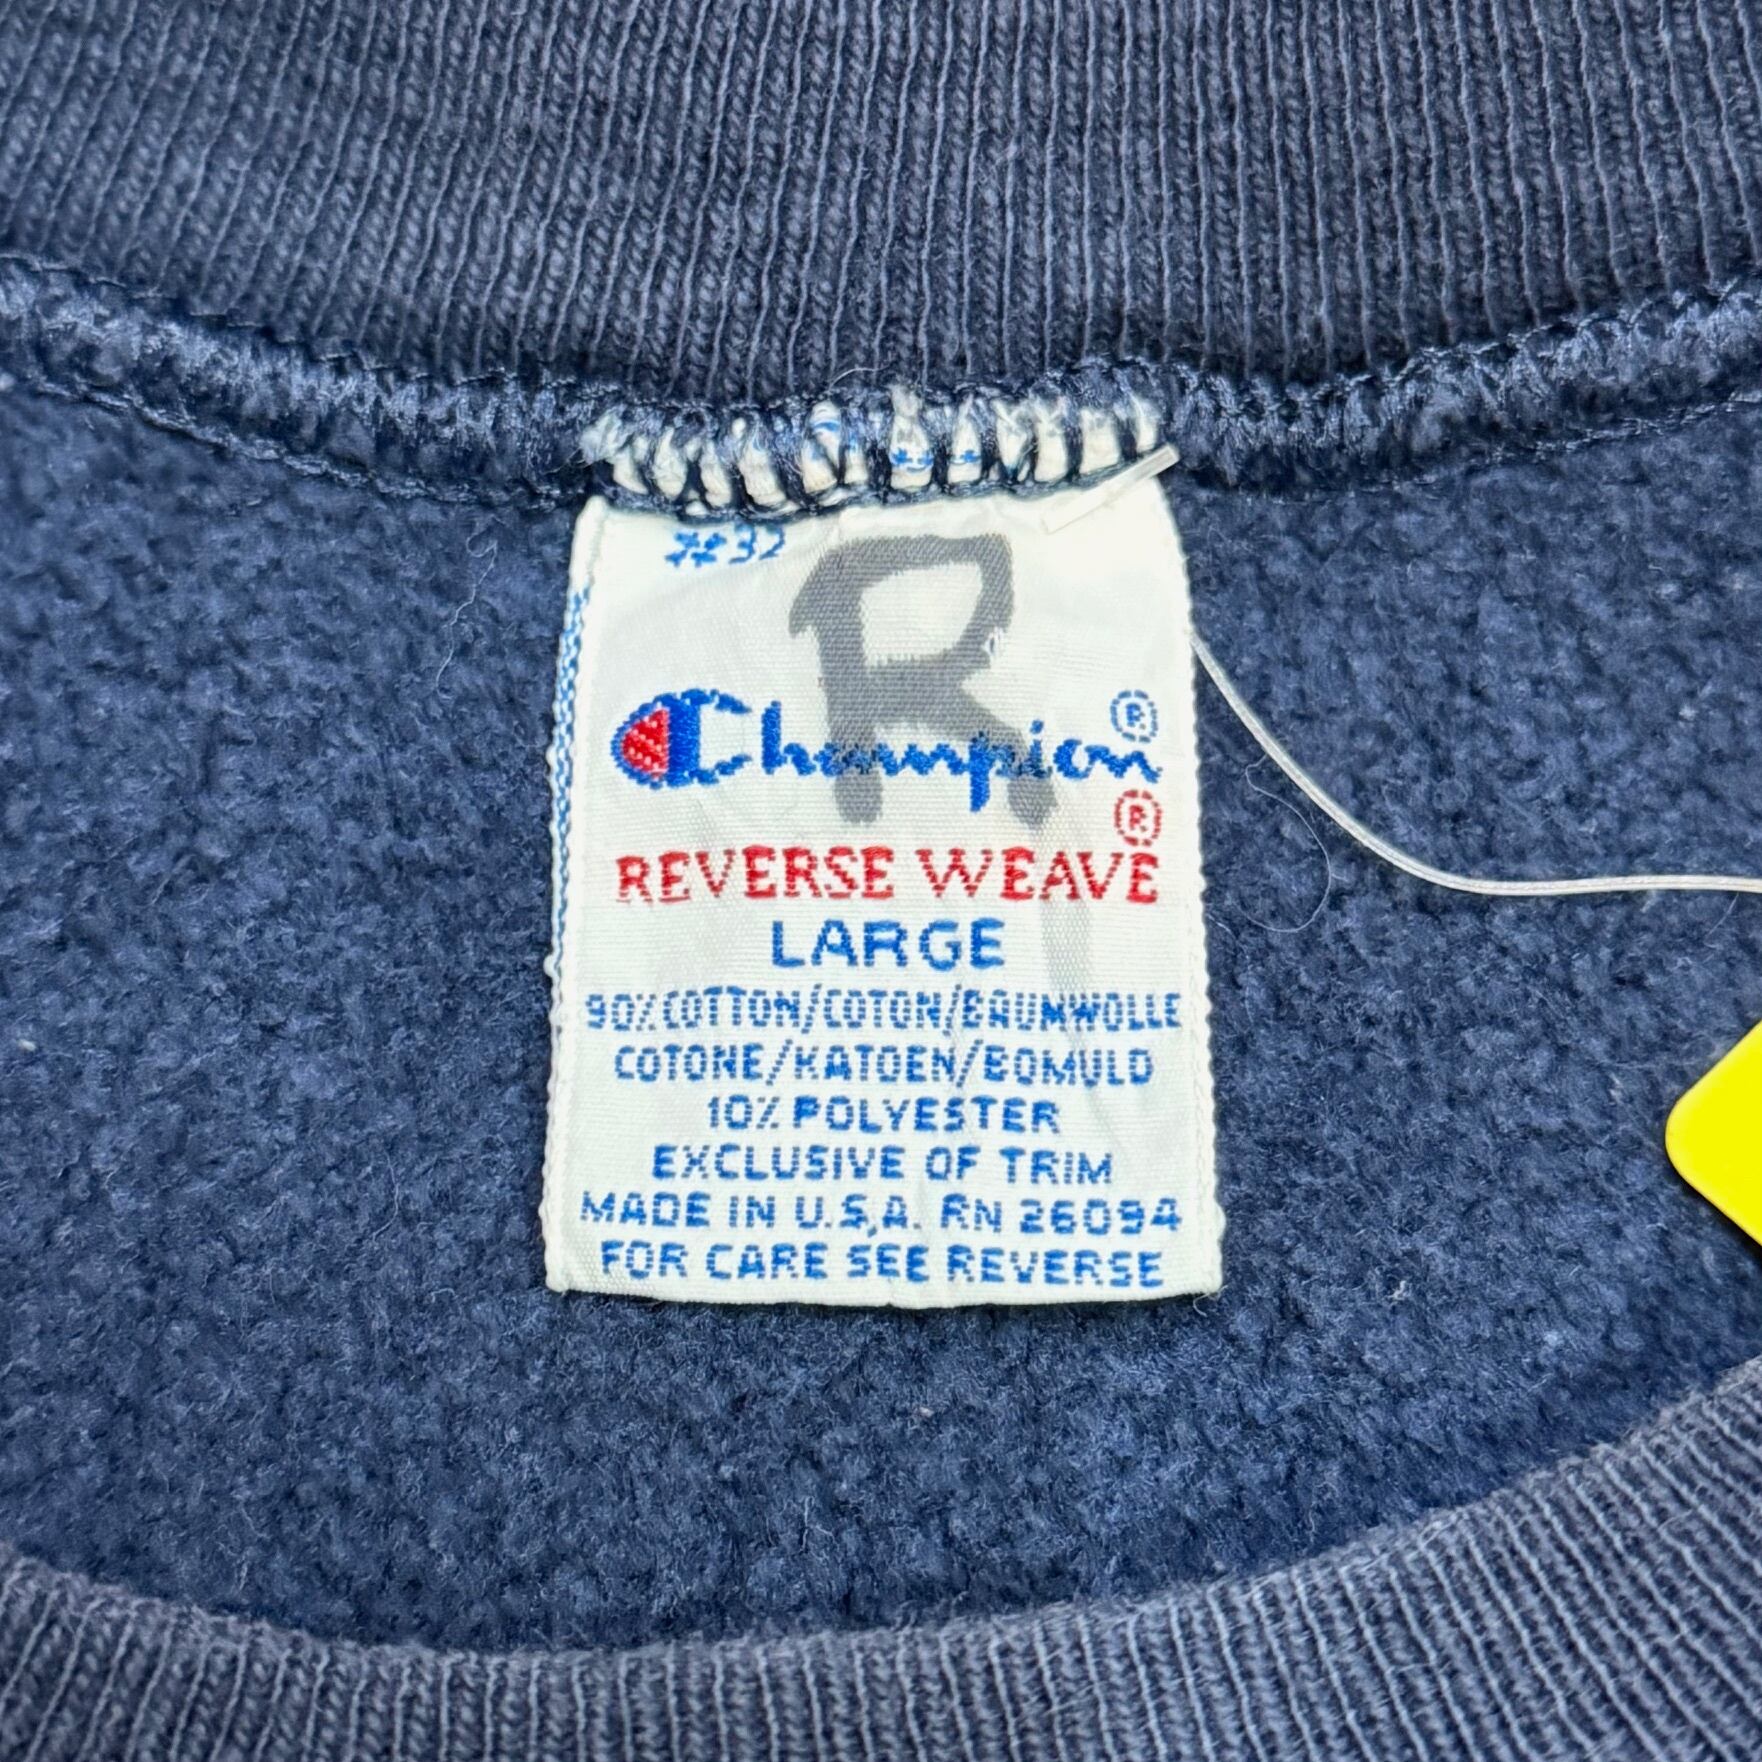 #32
R
Champion®
®
REVERSE WEAVE
LARGE
90% COTTON/COTON/BAUMWOLLE
COTONE/KATOEN/BOMULD
10% POLYESTER
EXCLUSIVE OF TRIM
MADE IN U.S.A. RN 26094
FOR CARE SEE REVERSE